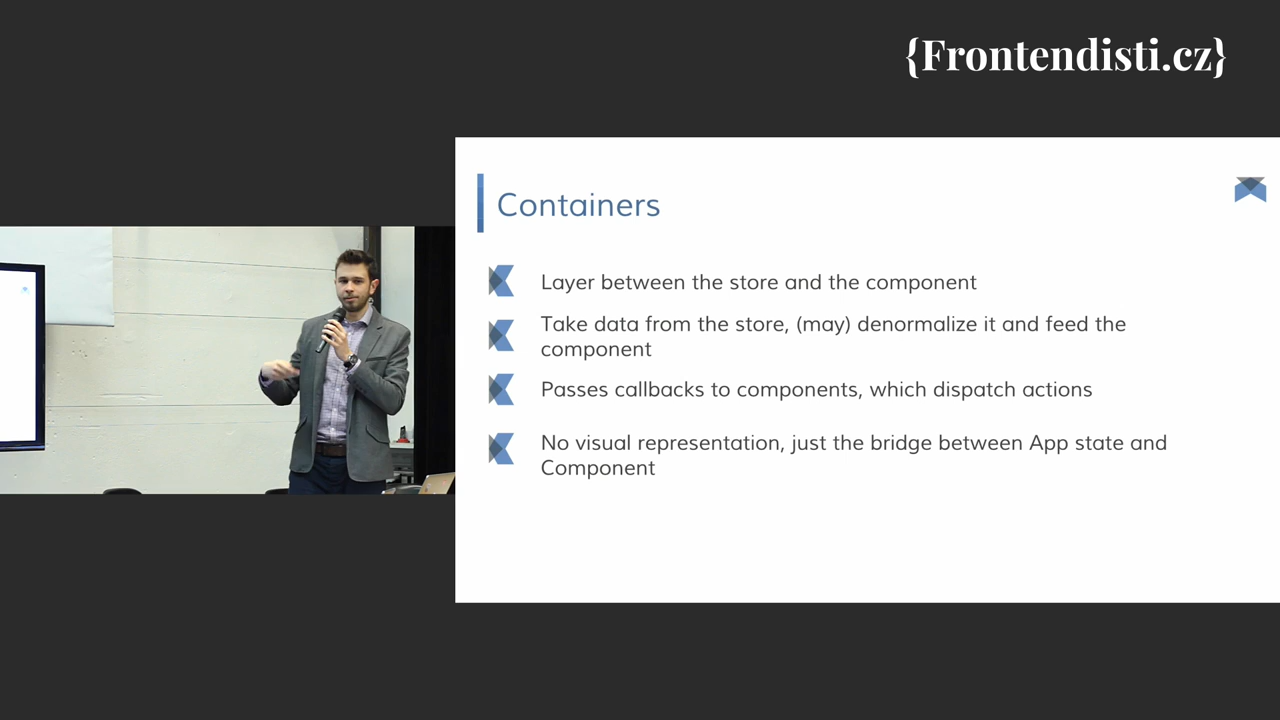 {Frontendisti.cz}
Containers
Layer between the store and the component
Take data from the store, (may) denormalize it and feed the
component
Passes callbacks to components, which dispatch actions
No visual representation, just the bridge between App state and
Component